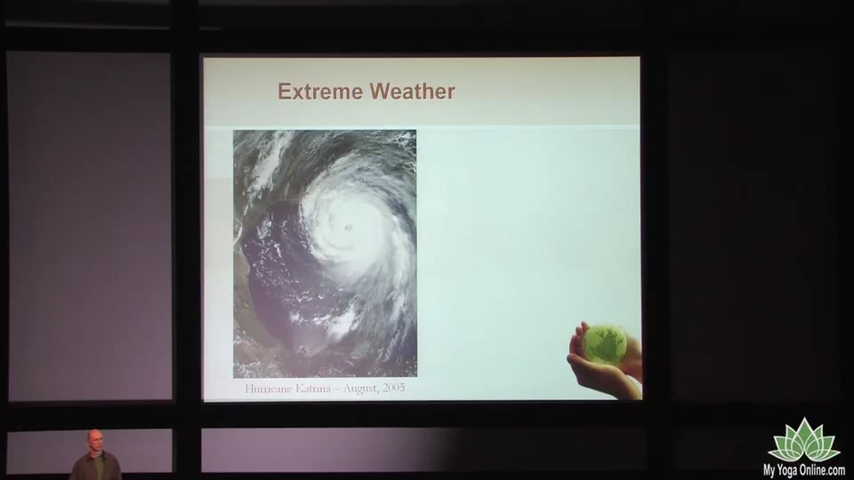 Extreme Weather
Hurricane Katrina – August, 2005
My Yoga Online.com